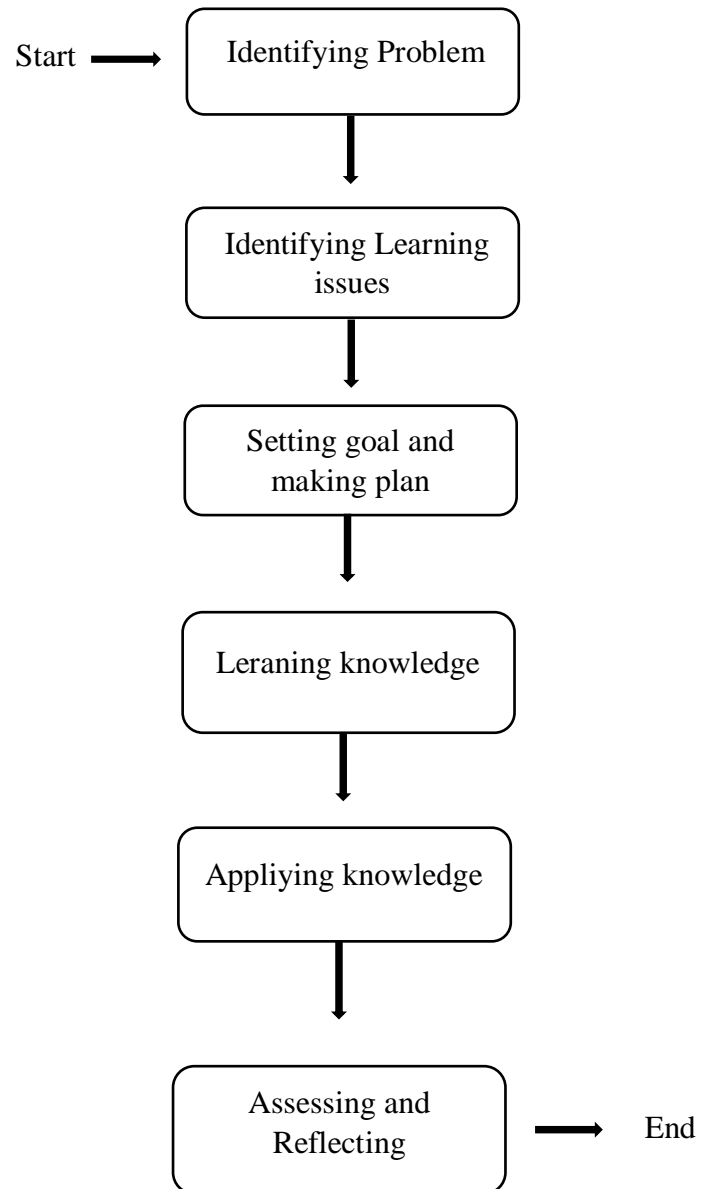 Start
Identifying Problem
Identifying Learning
issues
Setting goal and
making plan
Leraning knowledge
Appliying knowledge
Assessing and
Reflecting
End